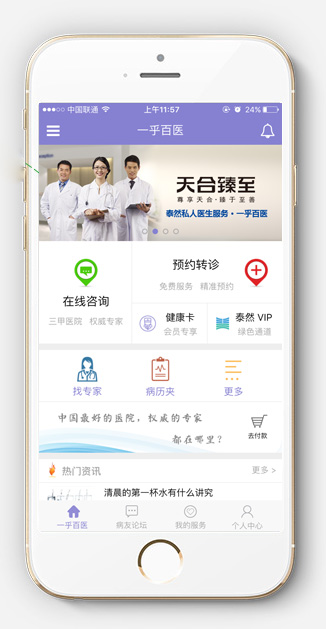 中国联通
上午11:57
24%
一乎百医
天合臻至
尊享天合·臻于至善
泰然私人医生服务·一乎百医
在线咨询
三甲医院 权威专家
预约转诊
免费服务 精准预约
健康卡
会员专享
泰然 VIP
绿色通道
找专家
病历夹
更多
中国最好的医院，权威的专家
都在哪里？
去付款
热门资讯
更多 >
清晨的第一杯水有什么讲究
一乎百医
病友论坛
我的服务
个人中心